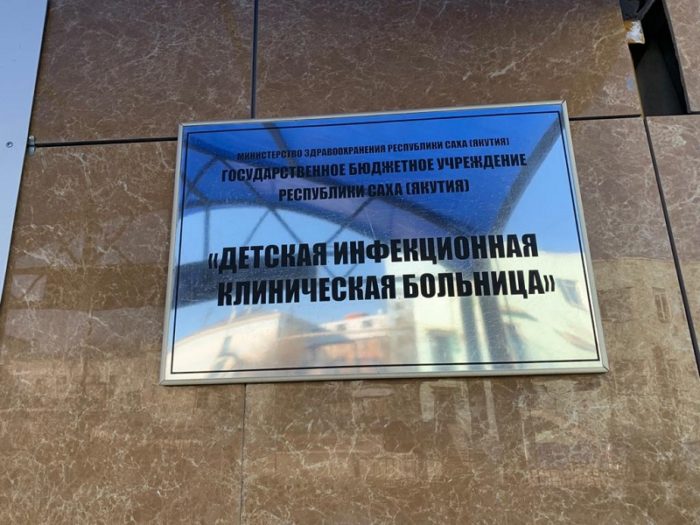 МИНИСТЕРСТВО ЗДРАВООХРАНЕНИЯ РЕСПУБЛИКИ САХА (ЯКУТИЯ)
ГОСУДАРСТВЕННОЕ БЮДЖЕТНОЕ УЧРЕЖДЕНИЕ
РЕСПУБЛИКИ САХА (ЯКУТИЯ)
«ДЕТСКАЯ ИНФЕКЦИОННАЯ
КЛИНИЧЕСКАЯ БОЛЬНИЦА»